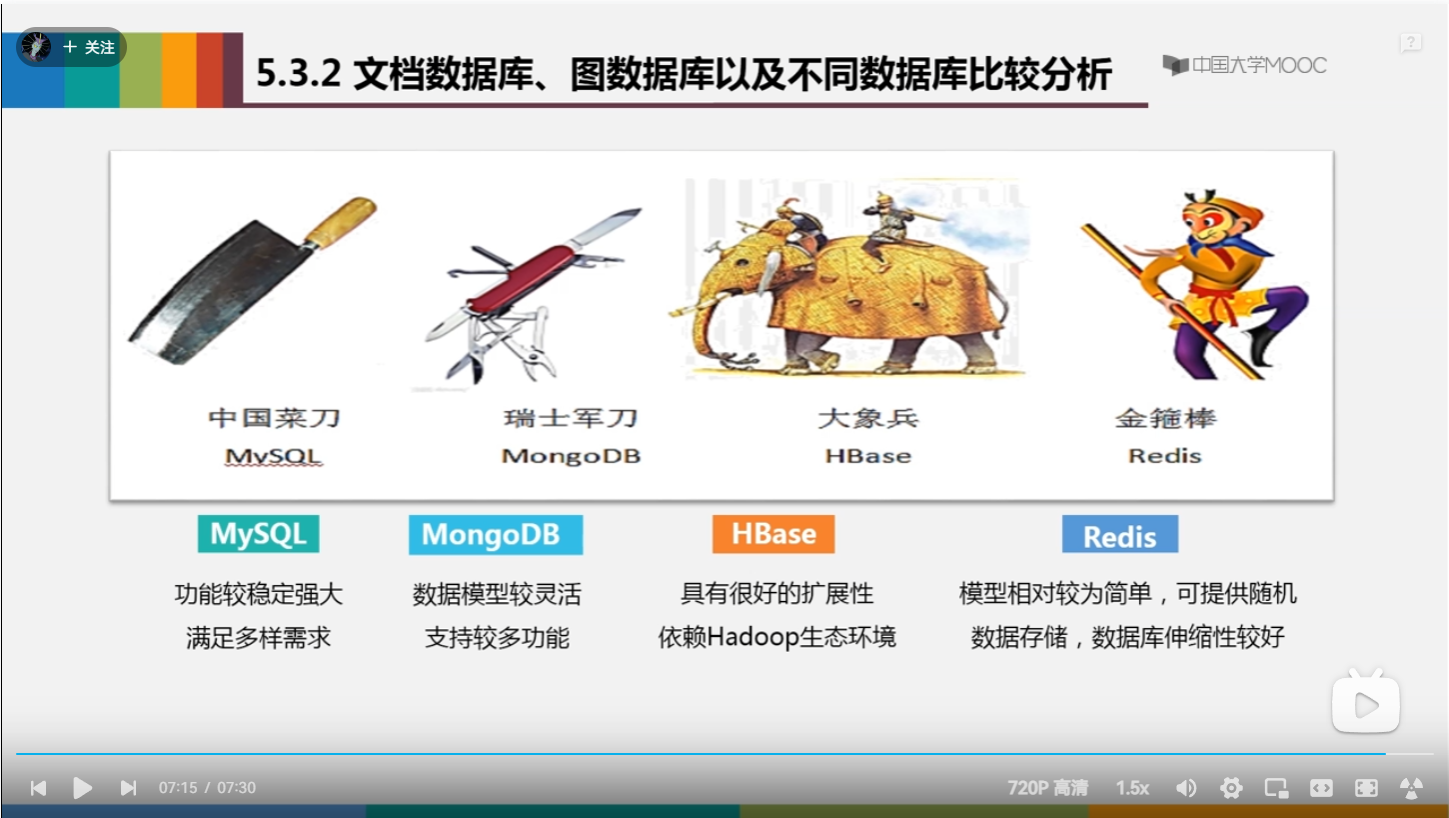 + 关注
5.3.2 文档数据库、图数据库以及不同数据库比较分析
中国大学MOOC
?
中国菜刀 瑞士军刀 大象兵 金箍棒
MySQL MongoDB HBase Redis
MySQL MongoDB HBase Redis
功能较稳定强大 数据模型较灵活 具有很好的扩展性 模型相对较为简单，可提供随机
满足多样需求 支持较多功能 依赖Hadoop生态环境 数据存储，数据库伸缩性较好
07:15 / 07:30 720P 高清 1.5x